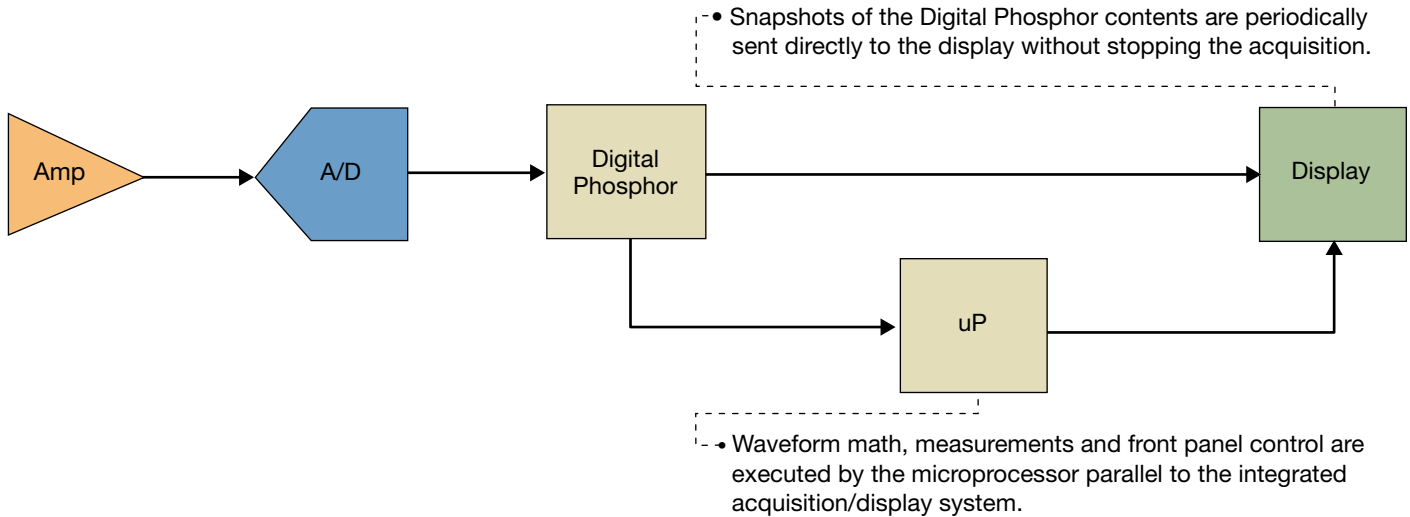 Snapshots of the Digital Phosphor contents are periodically
sent directly to the display without stopping the acquisition.
Amp
A/D
Digital
Phosphor
Display
uP
Waveform math, measurements and front panel control are
executed by the microprocessor parallel to the integrated
acquisition/display system.